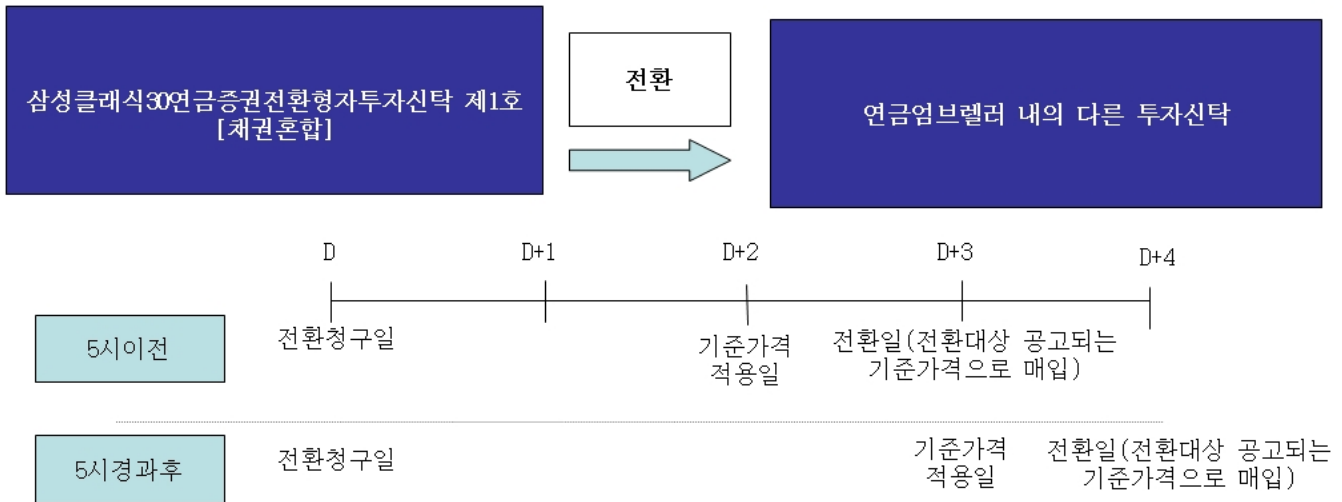 삼성클래식30연금증권전환형자투자신탁 제1호
[채권혼합]
전환
연금엄브렐러 내의 다른 투자신탁
D
D+1
D+2
D+3
D+4
5시이전
전환청구일
기준가격
적용일
전환일(전환대상 공고되는
기준가격으로 매입)
5시경과후
전환청구일
기준가격
적용일
전환일(전환대상 공고되는
기준가격으로 매입)